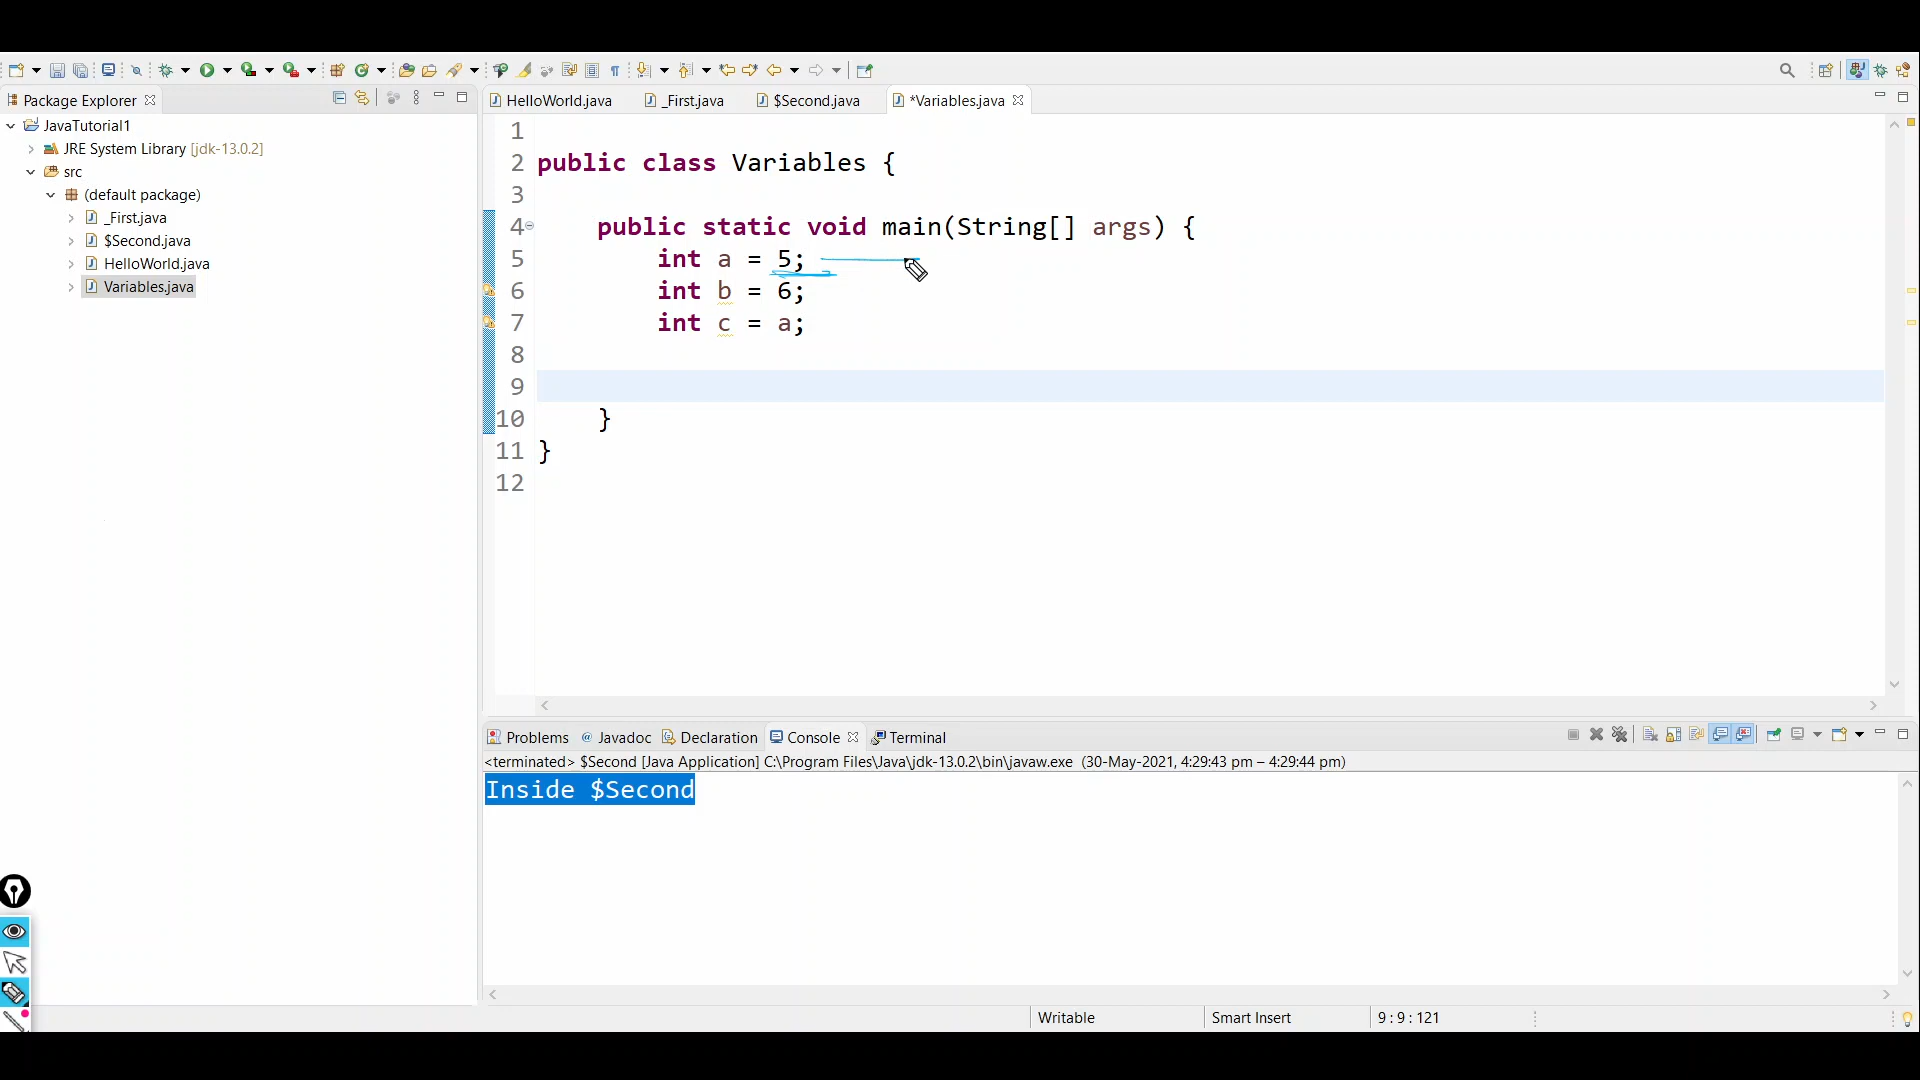 Package Explorer
JavaTutorial1
JRE System Library [jdk-13.0.2]
src
(default package)
_First.java
$Second.java
HelloWorld.java
Variables.java
HelloWorld.java _First.java $Second.java *Variables.java
1
2 public class Variables {
3
4 public static void main(String[] args) {
5 int a = 5;
6 int b = 6;
7 int c = a;
8
9
10 }
11 }
12
Problems @ Javadoc Declaration Console Terminal
<terminated> $Second [Java Application] C:\Program Files\Java\jdk-13.0.2\bin\javaw.exe (30-May-2021, 4:29:43 pm – 4:29:44 pm)
Inside $Second
Writable Smart Insert 9 : 9 : 121